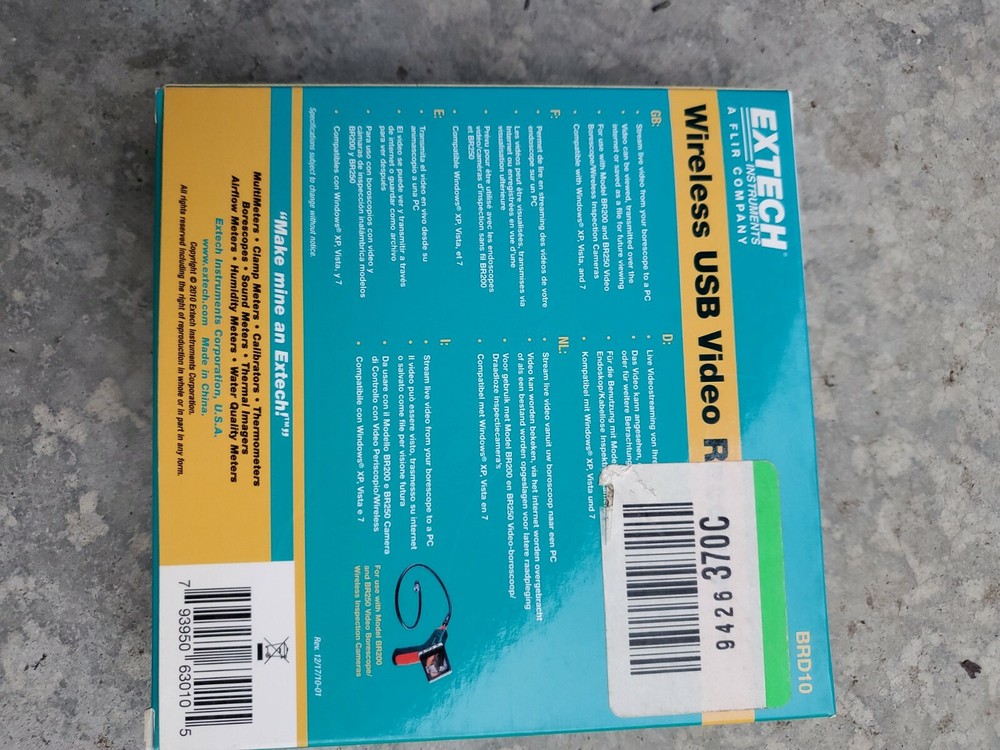 EXTECH®
INSTRUMENTS
A FLIR COMPANY
BRD10
Wireless USB Video R
9426 370C
GB:
• Stream live video from your borescope to a PC
• Video can be viewed, transmitted over the
internet or saved as a file for future viewing
• For use with Model BR200 and BR250 Video
Borescope/Wireless Inspection Cameras
• Compatible with Windows® XP, Vista, and 7
F:
• Permet de lire en streaming des vidéos de votre
endoscope sur un PC
• Les vidéos peut être visualisées, transmises via
Internet ou enregistrées en vue d'une
visualisation ultérieure
• Prévu pour être utilisé avec les endoscopes
vidéo/caméras d'inspection sans fil BR200
et BR250
• Compatible Windows® XP, Vista, et 7
E:
• Transmita el video en vivo desde su
animascopio a una PC
• El video se puede ver y transmitir a través
de internet o guardar como archivo
para ver después
• Para uso con boroscopios con video y
cámaras de inspección inalámbrica modelos
BR200 y BR250
• Compatibles con Windows® XP, Vista, y 7
Specifications subject to change without notice.
D:
• Live Videostreaming von Ihr
• Das Video kann angesehen,
oder für weitere Betrachtung
• Für die Benutzung mit Mode
Endoskop/Kabellose Inspekt
• Kompatibel mit Windows® XP, Vista und 7
NL:
• Stream live video vanuit uw boroscoop naar een PC
• Video kan worden bekeken, via het internet worden overgebracht
of als een bestand worden opgeslagen voor latere raadpleging
• Voor gebruik met Model BR200 en BR250 Video-boroscoop/
Draadloze inspectiecamera's
• Compatibel met Windows® XP, Vista en 7
I:
• Stream live video from your borescope to a PC
• Il video può essere visto, trasmesso su internet
o salvato come file per visione futura
• Da usare con il Modello BR200 e BR250 Camera
di Controllo con Video Periscopio/Wireless
• Compatibile con Windows® XP, Vista e 7
For use with Model BR200
and BR250 Video Borescope/
Wireless Inspection Cameras
Rev. 12/17/10-01
“Make mine an Extech!™”
MultiMeters • Clamp Meters • Calibrators • Thermometers
Borescopes • Sound Meters • Thermal Imagers
Airflow Meters • Humidity Meters • Water Quality Meters
Extech Instruments Corporation, U.S.A.
www.extech.com Made in China.
Copyright © 2010 Extech Instruments Corporation.
All rights reserved including the right of reproduction in whole or in part in any form.
7 93950 63010 5